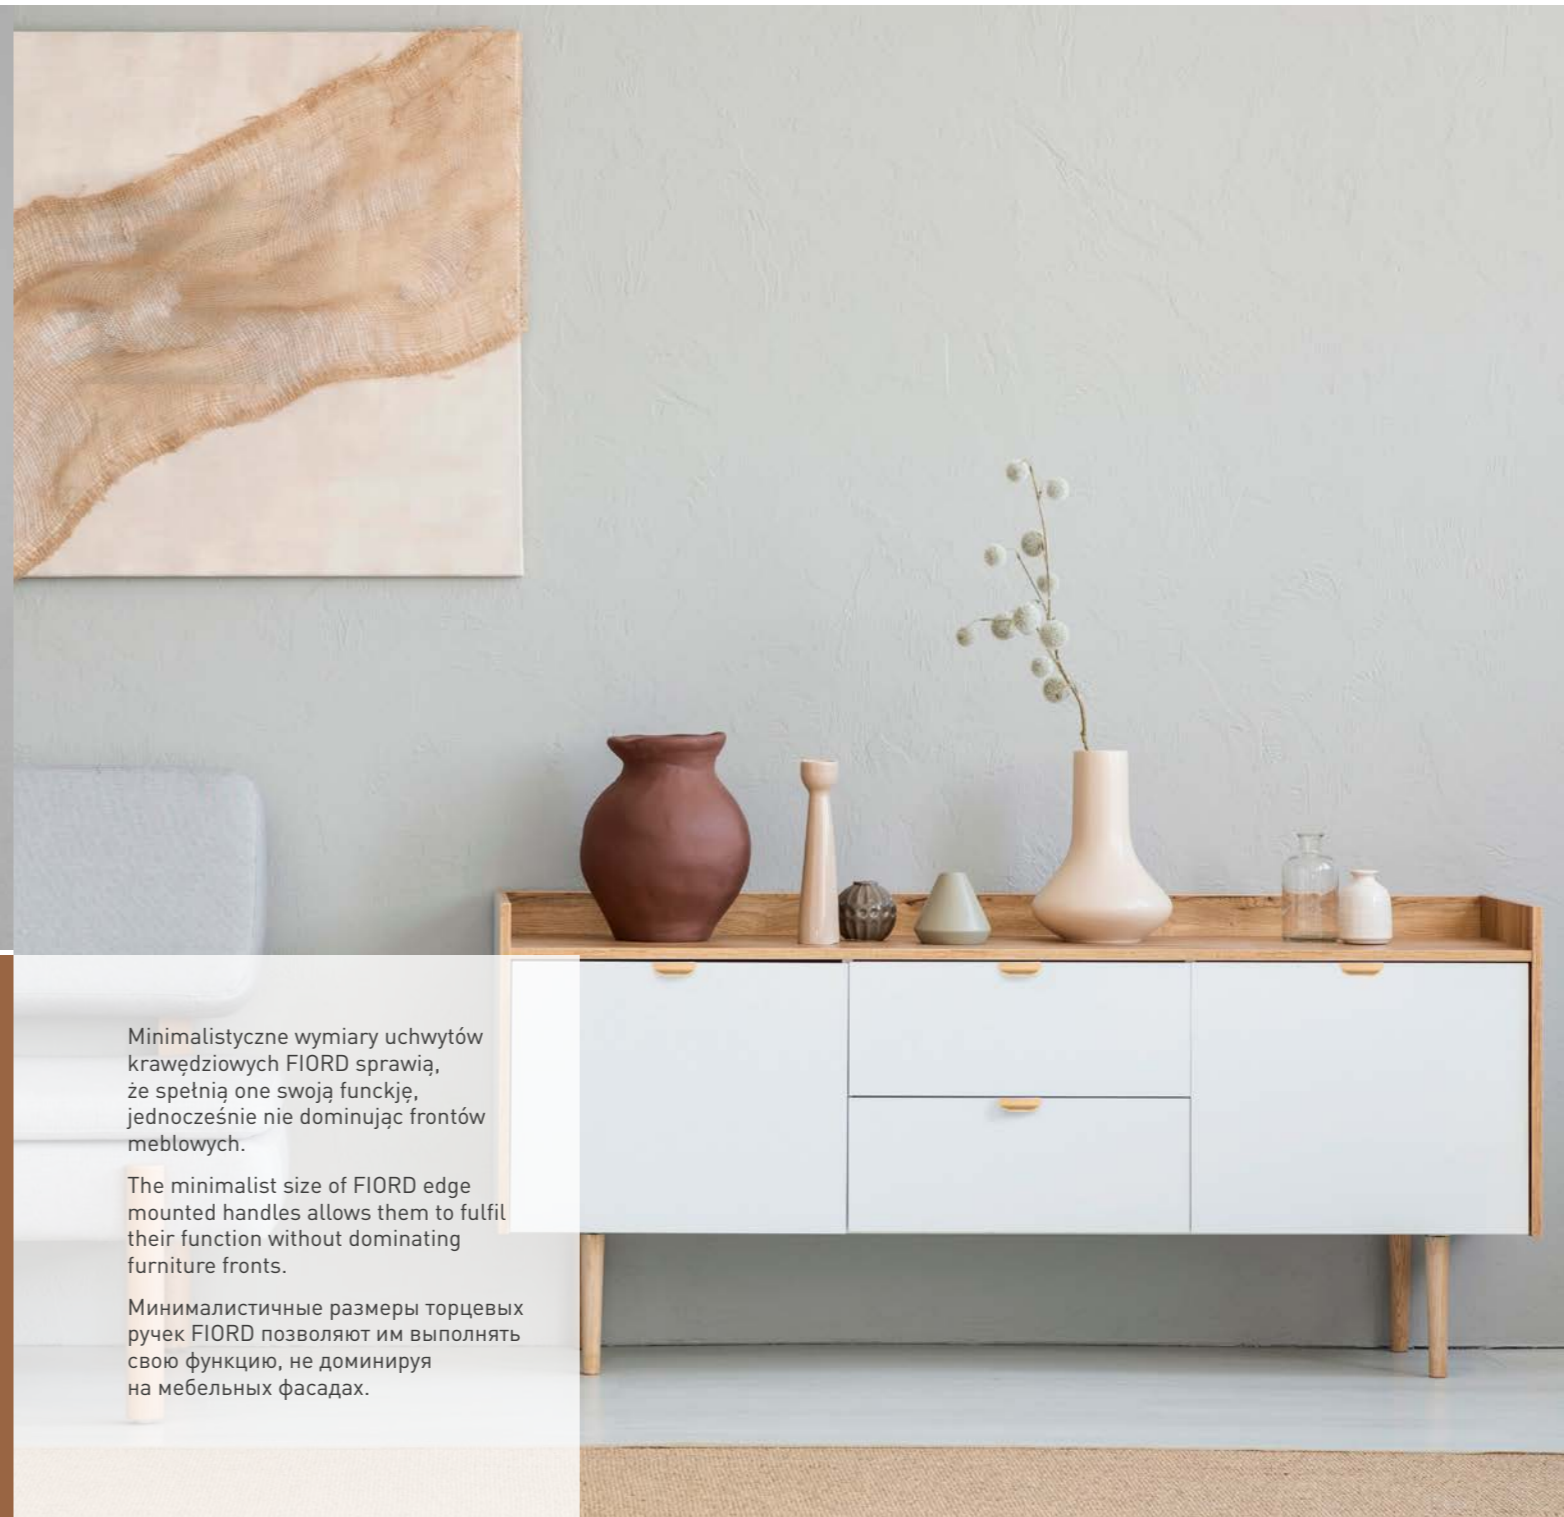 Minimalistyczne wymiary uchwytów
krawędziowych FIORD sprawią,
że spełnią one swoją funckję,
jednocześnie nie dominując frontów
meblowych.
The minimalist size of FIORD edge
mounted handles allows them to fulfil
their function without dominating
furniture fronts.
Минималистичные размеры торцевых
ручек FIORD позволяют им выполнять
свою функцию, не доминируя
на мебельных фасадах.